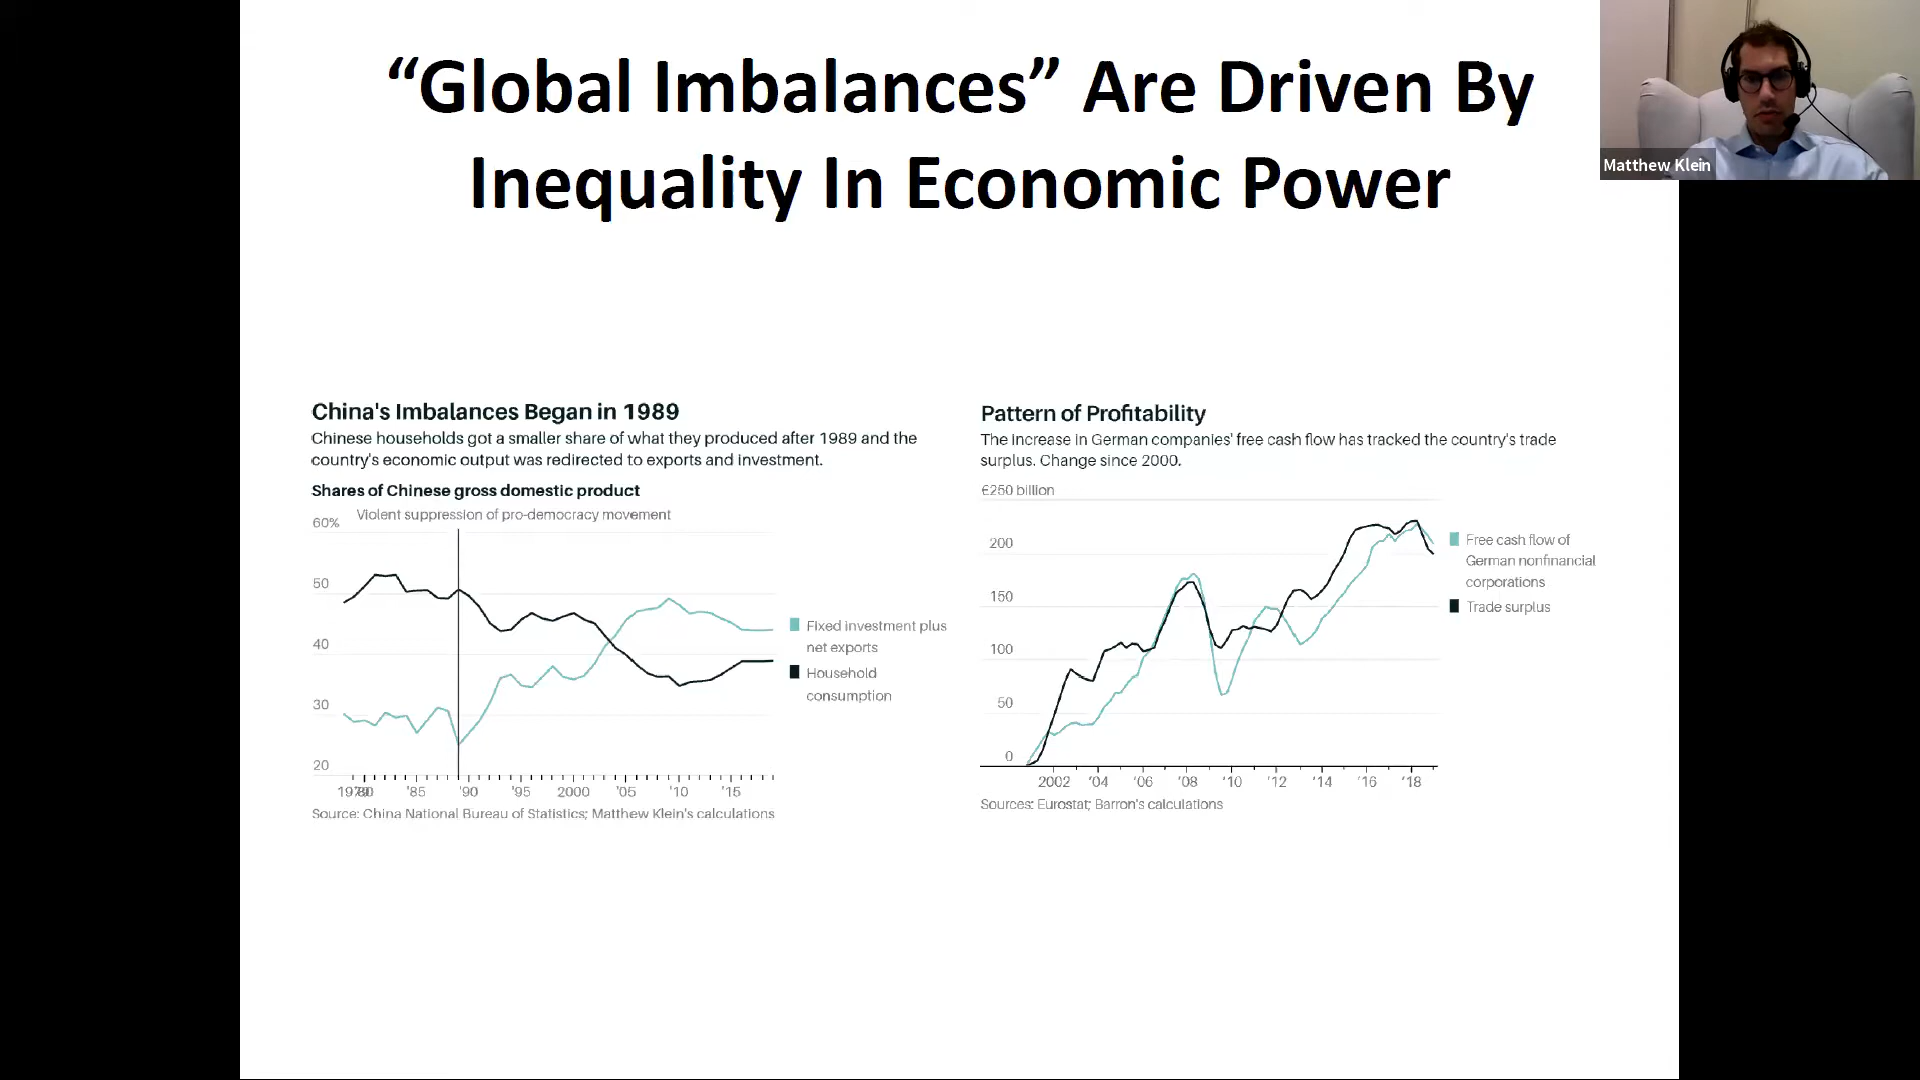 “Global Imbalances” Are Driven By
Inequality In Economic Power
Matthew Klein
China's Imbalances Began in 1989
Chinese households got a smaller share of what they produced after 1989 and the
country's economic output was redirected to exports and investment.
Shares of Chinese gross domestic product
Violent suppression of pro-democracy movement
60%
50
40
30
20
'85
'90
'95
2000
'05
'10
'15
Fixed investment plus
net exports
Household
consumption
Source: China National Bureau of Statistics; Matthew Klein's calculations
Pattern of Profitability
The increase in German companies' free cash flow has tracked the country's trade
surplus. Change since 2000.
€250 billion
200
150
100
50
0
2002
'04
'06
'08
'10
'12
'14
'16
'18
Free cash flow of
German nonfinancial
corporations
Trade surplus
Sources: Eurostat; Barron's calculations